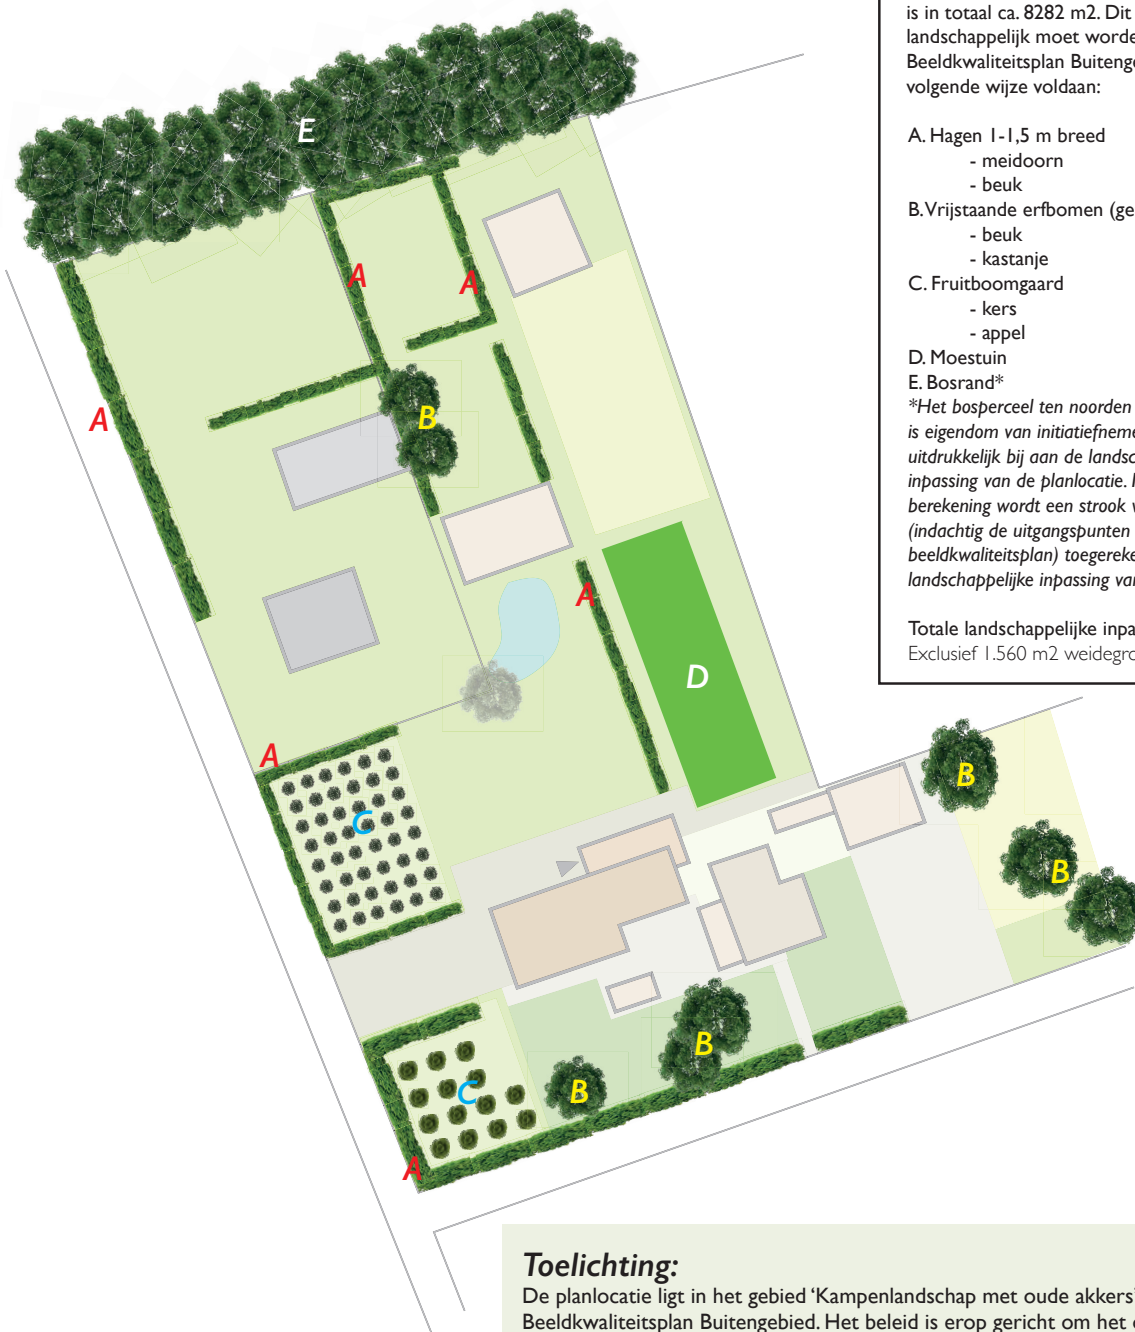 is in totaal ca. 8282 m2. Dit
landschappelijk moet worde
Beeldkwaliteitsplan Buitenge
volgende wijze voldaan:
A. Hagen 1-1,5 m breed
- meidoorn
- beuk
B. Vrijstaande erfbomen (ge
- beuk
- kastanje
C. Fruitboomgaard
- kers
- appel
D. Moestuin
E. Bosrand*
*Het bosperceel ten noorden
is eigendom van initiatiefneme
uitdrukkelijk bij aan de landsc
inpassing van de planlocatie.
berekening wordt een strook v
(indachtig de uitgangspunten
beeldkwaliteitsplan) toegereke
landschappelijke inpassing van
Totale landschappelijke inpa
Exclusief 1.560 m2 weidegro
E
A
A
A
B
A
D
A
B
C
B
B
C
B
A
Toelichting:
De planlocatie ligt in het gebied ‘Kampenlandschap met oude akkers’
Beeldkwaliteitsplan Buitengebied. Het beleid is erop gericht om het